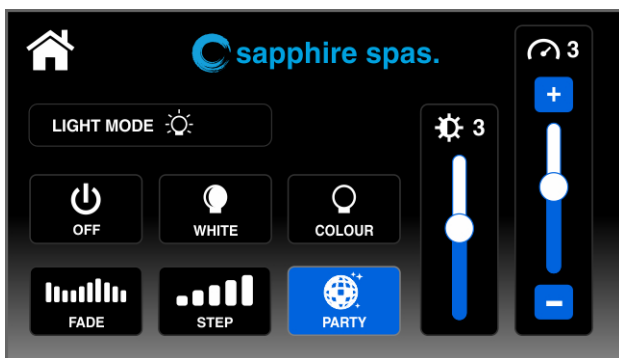 sapphire spas.
3
+
LIGHT MODE
3
OFF
WHITE
COLOUR
FADE
STEP
PARTY
-